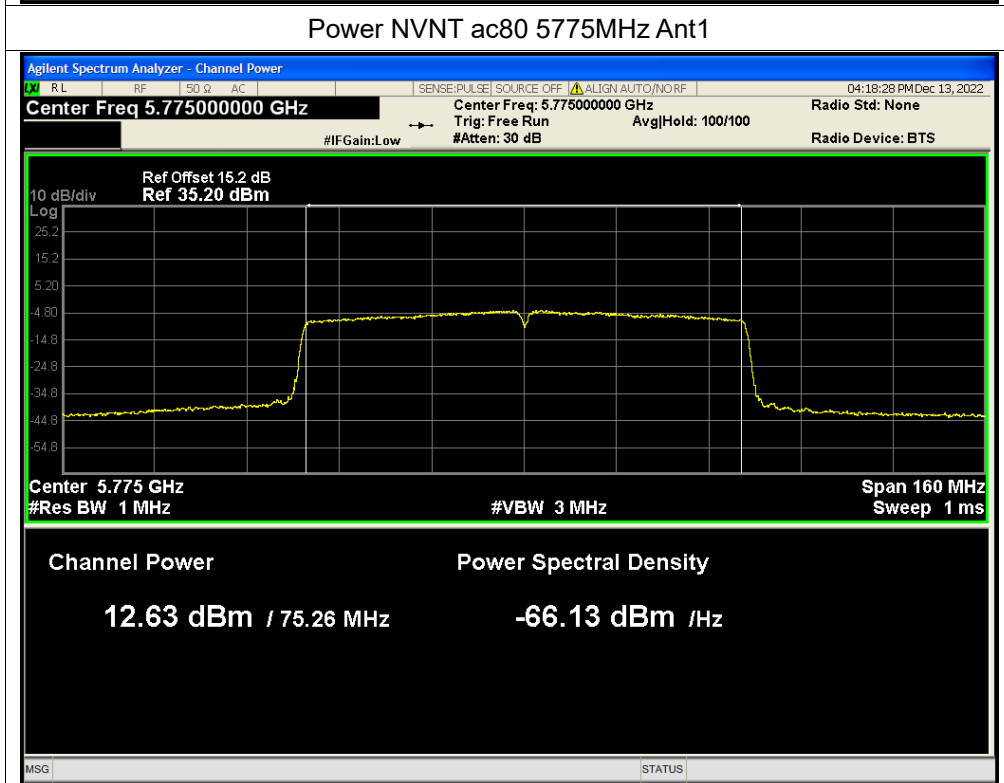 Power NVNT ac80 5775MHz Ant1
Agilent Spectrum Analyzer - Channel Power
LXI RL RF 50 Ω AC SENSE:PULSE SOURCE OFF ALIGN AUTO/NO RF 04:18:28 PM Dec 13, 2022
Center Freq 5.775000000 GHz Center Freq: 5.775000000 GHz Radio Std: None
Trig: Free Run Avg|Hold: 100/100
#IFGain:Low #Atten: 30 dB Radio Device: BTS
Ref Offset 15.2 dB
10 dB/div Ref 35.20 dBm
Log
25.2
15.2
5.20
-4.80
-14.8
-24.8
-34.8
-44.8
-54.8
Center 5.775 GHz Span 160 MHz
#Res BW 1 MHz #VBW 3 MHz Sweep 1 ms
Channel Power Power Spectral Density
12.63 dBm / 75.26 MHz -66.13 dBm /Hz
MSG STATUS